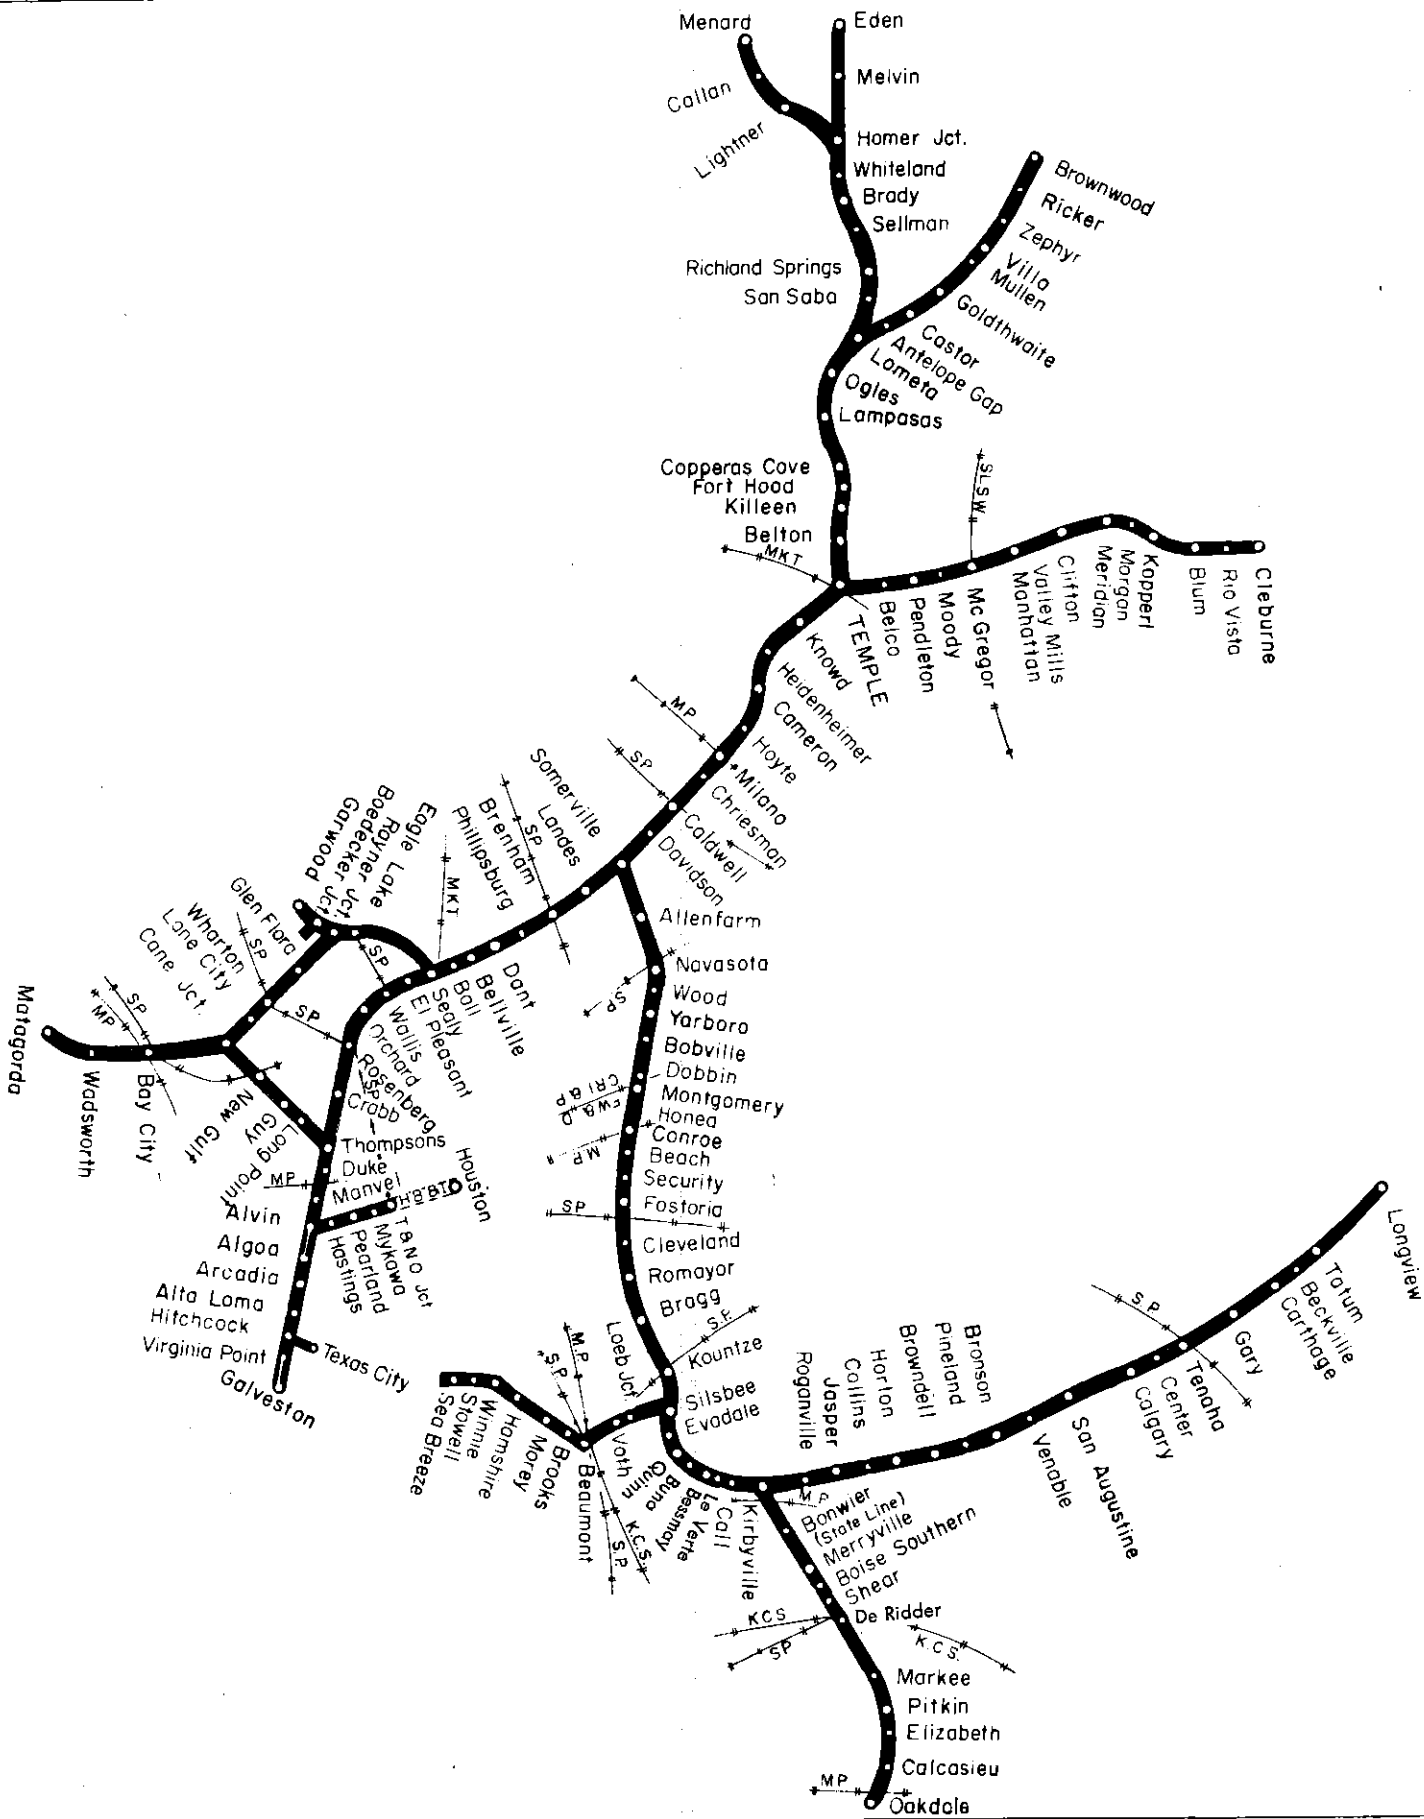 Menard
Eden
Melvin
Callan
Lightner
Homer Jct.
Whiteland
Brady
Sellman
Brownwood
Ricker
Zephyr
Villa
Mullen
Goldthwaite
Richland Springs
San Saba
Castor
Antelope Gap
Lometa
Ogles
Lampasas
Copperas Cove
Fort Hood
Killeen
Belton
MKT
SLSW
TEMPLE
Belco
Pendleton
Moody
Mc Gregor
Manhattan
Valley Mills
Clifton
Meridian
Morgan
Kopperl
Blum
Rio Vista
Cleburne
Knowd
Heidenheimer
Cameron
Hoyte
MP
Milano
Chriesman
SP
Caldwell
Davidson
Somerville
Landes
SP
Brenham
Phillipsburg
MKT
Eagle Lake
Rayner Jct.
Boedecker Jct.
Garwood
Glen Flora
SP
Wharton
Lane City
Cane Jct.
SP
MP
SP
SP
Dant
Bellville
Ball
Sealy
El Pleasant
Wallis
Orchard
Rosenberg
SP
Crabb
Thompsons
Duke
Manvel
MP
Matagorda
Wadsworth
Bay City
New Gulf
Guy
Long Point
Alvin
Algoa
Arcadia
Alta Loma
Hitchcock
Virginia Point
Galveston
Texas City
Hastings
Pearland
Mykawa
T & N O Jct
HB&T
Houston
Allenfarm
Navasota
SP
Wood
Yarboro
Bobville
Dobbin
CRI&P
FW&D
Montgomery
Honea
Conroe
MP
Beach
Security
Fostoria
SP
Cleveland
Romayor
Bragg
S.P.
Kountze
Loeb Jct.
Silsbee
Evadale
M.P.
S.P.
Sea Breeze
Stowell
Winnie
Hamshire
Morey
Brooks
Beaumont
Voth
K.C.S.
S.P.
Quinn
Buna
Bessmay
Le Verte
Call
Kirbyville
MP
Roganville
Jasper
Collins
Horton
Browndell
Pineland
Bronson
Venable
San Augustine
Calgary
Center
Tenaha
S.P.
Gary
Carthage
Beckville
Tatum
Longview
Bonwier
(State Line)
Merryville
Boise Southern
Shear
De Ridder
KCS
SP
K.C.S.
Markee
Pitkin
Elizabeth
Calcasieu
MP
Oakdale